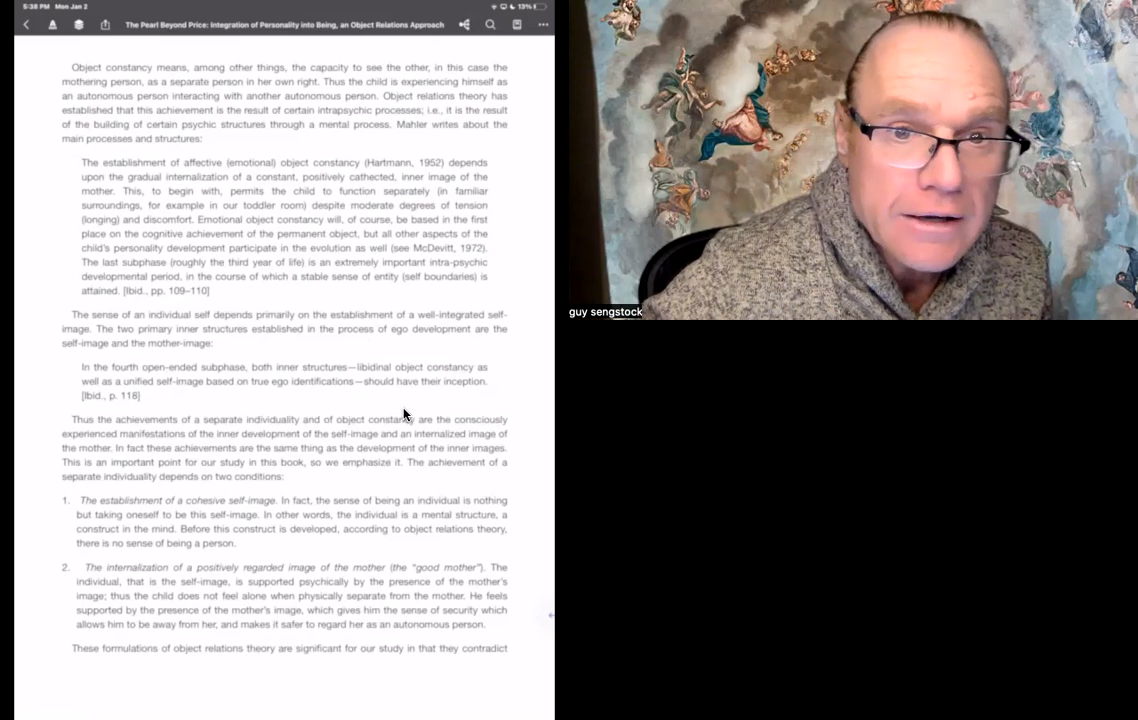 5:38 PM Mon Jan 2
13%
The Pearl Beyond Price: Integration of Personality into Being, an Object Relations Approach
Object constancy means, among other things, the capacity to see the other, in this case the
mothering person, as a separate person in her own right. Thus the child is experiencing himself as
an autonomous person interacting with another autonomous person. Object relations theory has
established that this achievement is the result of certain intrapsychic processes; i.e., it is the result
of the building of certain psychic structures through a mental process. Mahler writes about the
main processes and structures:
The establishment of affective (emotional) object constancy (Hartmann, 1952) depends
upon the gradual internalization of a constant, positively cathected, inner image of the
mother. This, to begin with, permits the child to function separately (in familiar
surroundings, for example in our toddler room) despite moderate degrees of tension
(longing) and discomfort. Emotional object constancy will, of course, be based in the first
place on the cognitive achievement of the permanent object, but all other aspects of the
child's personality development participate in the evolution as well (see McDevitt, 1972).
The last subphase (roughly the third year of life) is an extremely important intra-psychic
developmental period, in the course of which a stable sense of entity (self boundaries) is
attained. [Ibid., pp. 109–110]
The sense of an individual self depends primarily on the establishment of a well-integrated self-
image. The two primary inner structures established in the process of ego development are the
self-image and the mother-image:
In the fourth open-ended subphase, both inner structures—libidinal object constancy as
well as a unified self-image based on true ego identifications—should have their inception.
[Ibid., p. 118]
Thus the achievements of a separate individuality and of object constancy are the consciously
experienced manifestations of the inner development of the self-image and an internalized image of
the mother. In fact these achievements are the same thing as the development of the inner images.
This is an important point for our study in this book, so we emphasize it. The achievement of a
separate individuality depends on two conditions:
1. The establishment of a cohesive self-image. In fact, the sense of being an individual is nothing
but taking oneself to be this self-image. In other words, the individual is a mental structure, a
construct in the mind. Before this construct is developed, according to object relations theory,
there is no sense of being a person.
2. The internalization of a positively regarded image of the mother (the "good mother"). The
individual, that is the self-image, is supported psychically by the presence of the mother's
image; thus the child does not feel alone when physically separate from the mother. He feels
supported by the presence of the mother's image, which gives him the sense of security which
allows him to be away from her, and makes it safer to regard her as an autonomous person.
These formulations of object relations theory are significant for our study in that they contradict
guy sengstock